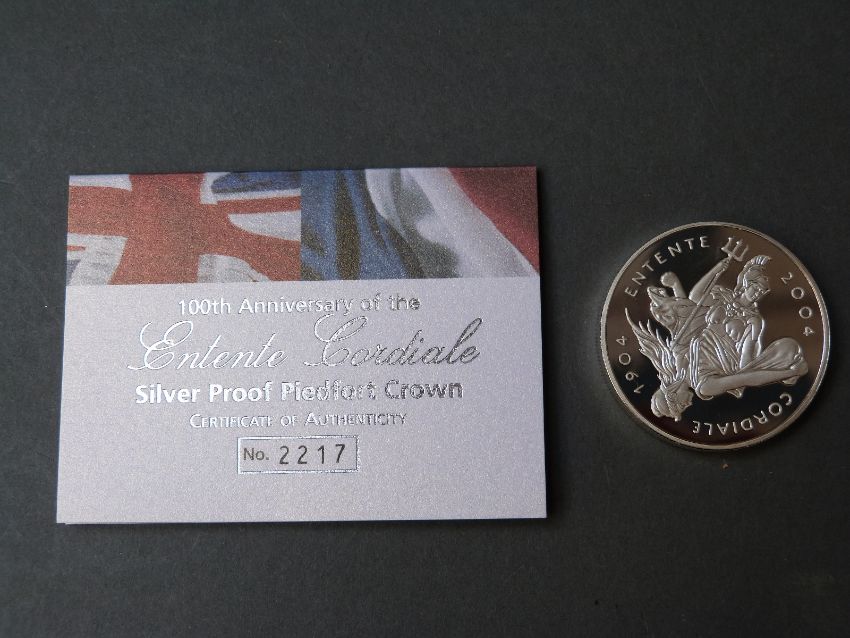 100th Anniversary of the
Entente Cordiale
Silver Proof Piedfort Crown
CERTIFICATE OF AUTHENTICITY
No. 2217
1904 ENTENTE 2004
CORDIALE